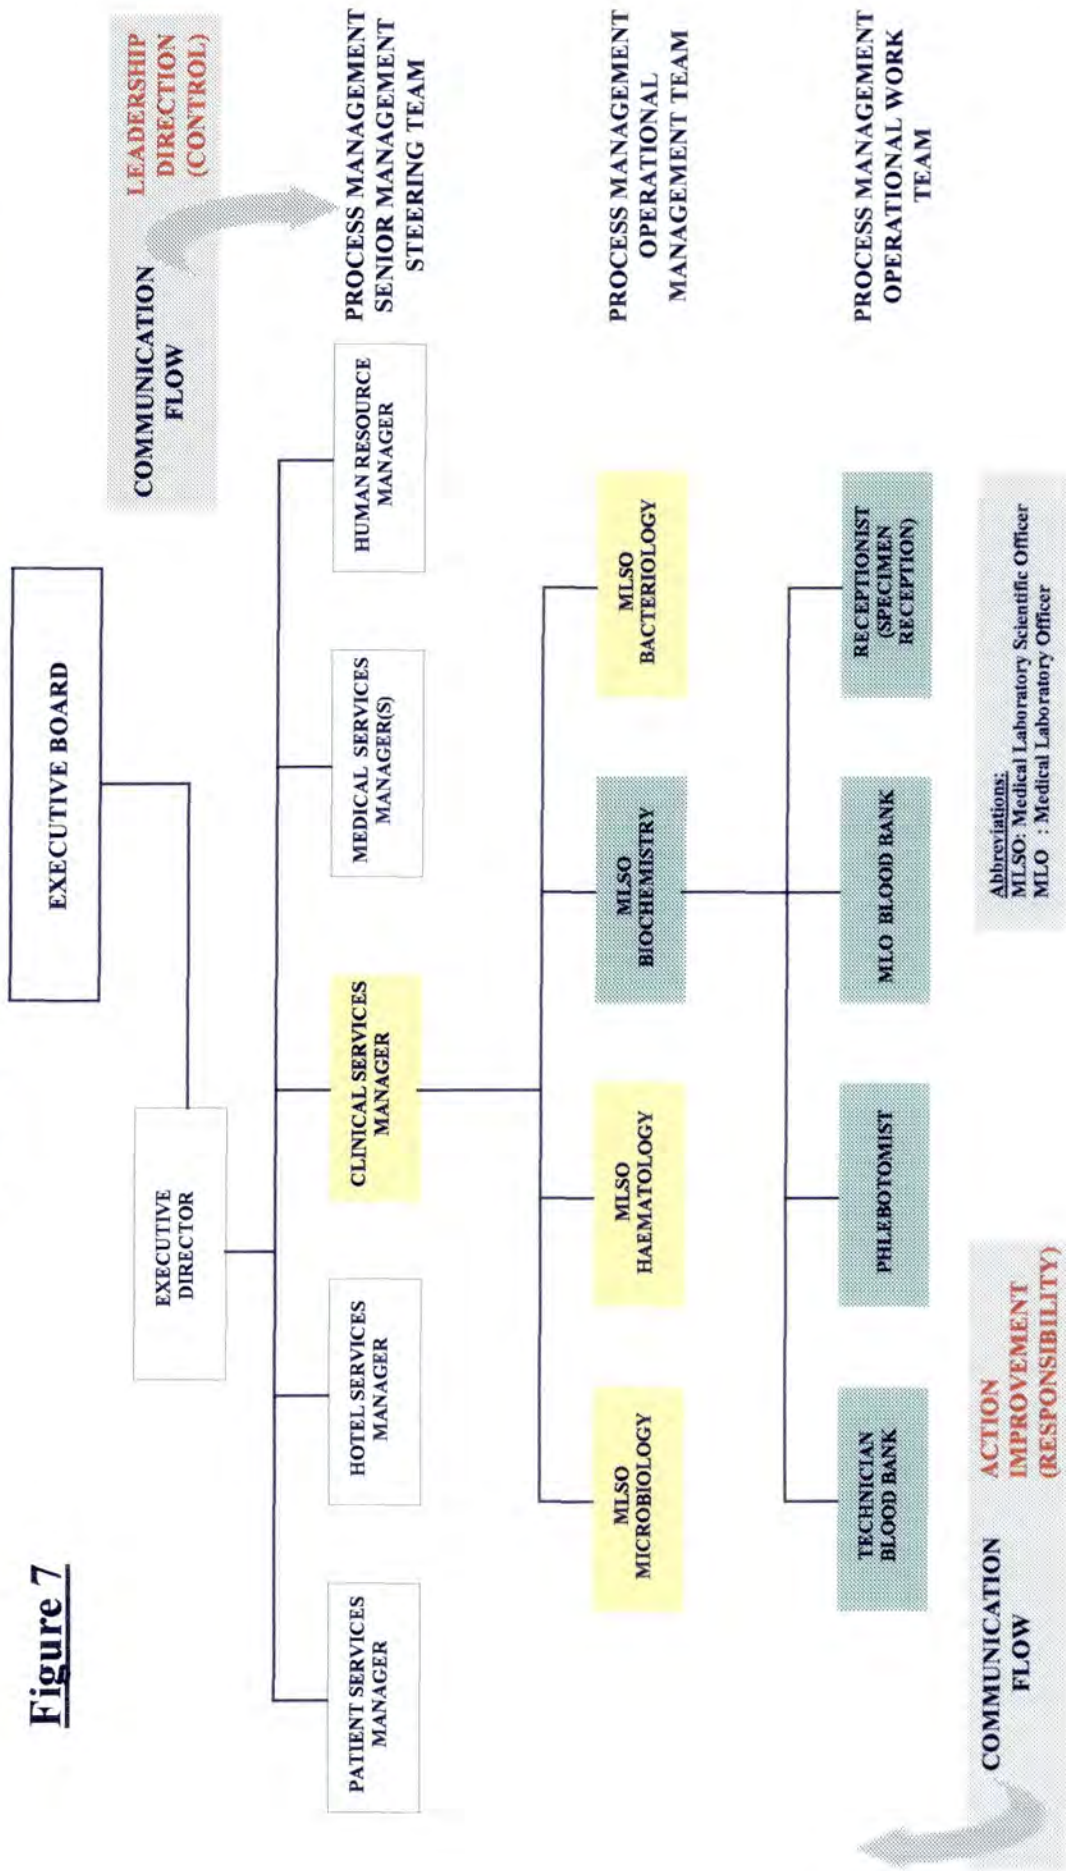 Figure 7
EXECUTIVE BOARD
EXECUTIVE
DIRECTOR
COMMUNICATION
FLOW
LEADERSHIP
DIRECTION
(CONTROL)
PATIENT SERVICES
MANAGER
HOTEL SERVICES
MANAGER
CLINICAL SERVICES
MANAGER
MEDICAL SERVICES
MANAGER(S)
HUMAN RESOURCE
MANAGER
PROCESS MANAGEMENT
SENIOR MANAGEMENT
STEERING TEAM
MLSO
MICROBIOLOGY
MLSO
HAEMATOLOGY
MLSO
BIOCHEMISTRY
MLSO
BACTERIOLOGY
PROCESS MANAGEMENT
OPERATIONAL
MANAGEMENT TEAM
TECHNICIAN
BLOOD BANK
PHLEBOTOMIST
MLO BLOOD BANK
RECEPTIONIST
(SPECIMEN
RECEPTION)
PROCESS MANAGEMENT
OPERATIONAL WORK
TEAM
COMMUNICATION
FLOW
ACTION
IMPROVEMENT
(RESPONSIBILITY)
Abbreviations:
MLSO: Medical Laboratory Scientific Officer
MLO : Medical Laboratory Officer